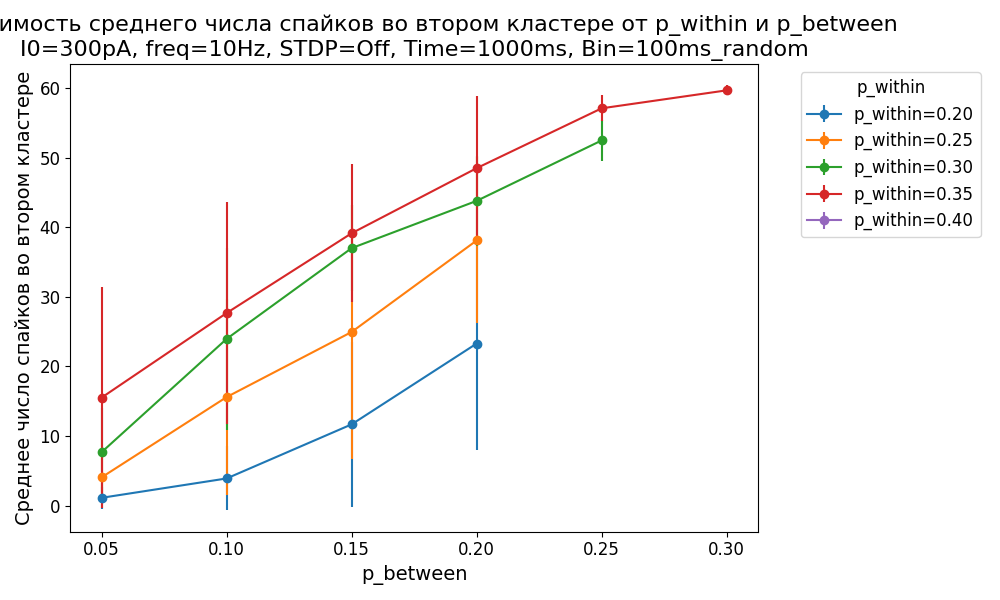 имость среднего числа спайков во втором кластере от p_within и p_between
I0=300pA, freq=10Hz, STDP=Off, Time=1000ms, Bin=100ms_random
Среднее число спайков во втором кластере
60
50
40
30
20
10
0
0.05 0.10 0.15 0.20 0.25 0.30
p_between
p_within
p_within=0.20
p_within=0.25
p_within=0.30
p_within=0.35
p_within=0.40